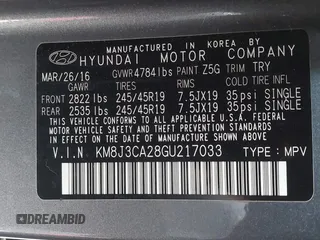 MANUFACTURED IN KOREA BY
HYUNDAI MOTOR COMPANY
MAR/26/16 GVWR 4784lbs PAINT Z5G TRIM TRY
GAWR TIRE RIM COLD TIRE INFL
FRONT 2822lbs 245/45R19 7.5JX19 35psi SINGLE
REAR 2535lbs 245/45R19 7.5JX19 35psi SINGLE
THIS VEHICLE CONFORMS TO ALL APPLICABLE
FEDERAL MOTOR VEHICLE SAFETY, BUMPER,
AND THEFT PREVENTION STANDARDS IN
EFFECT ON THE DATE OF MANUFACTURE
SHOWN ABOVE.
V.I.N KM8J3CA28GU217033 TYPE : MPV
DREAMBID